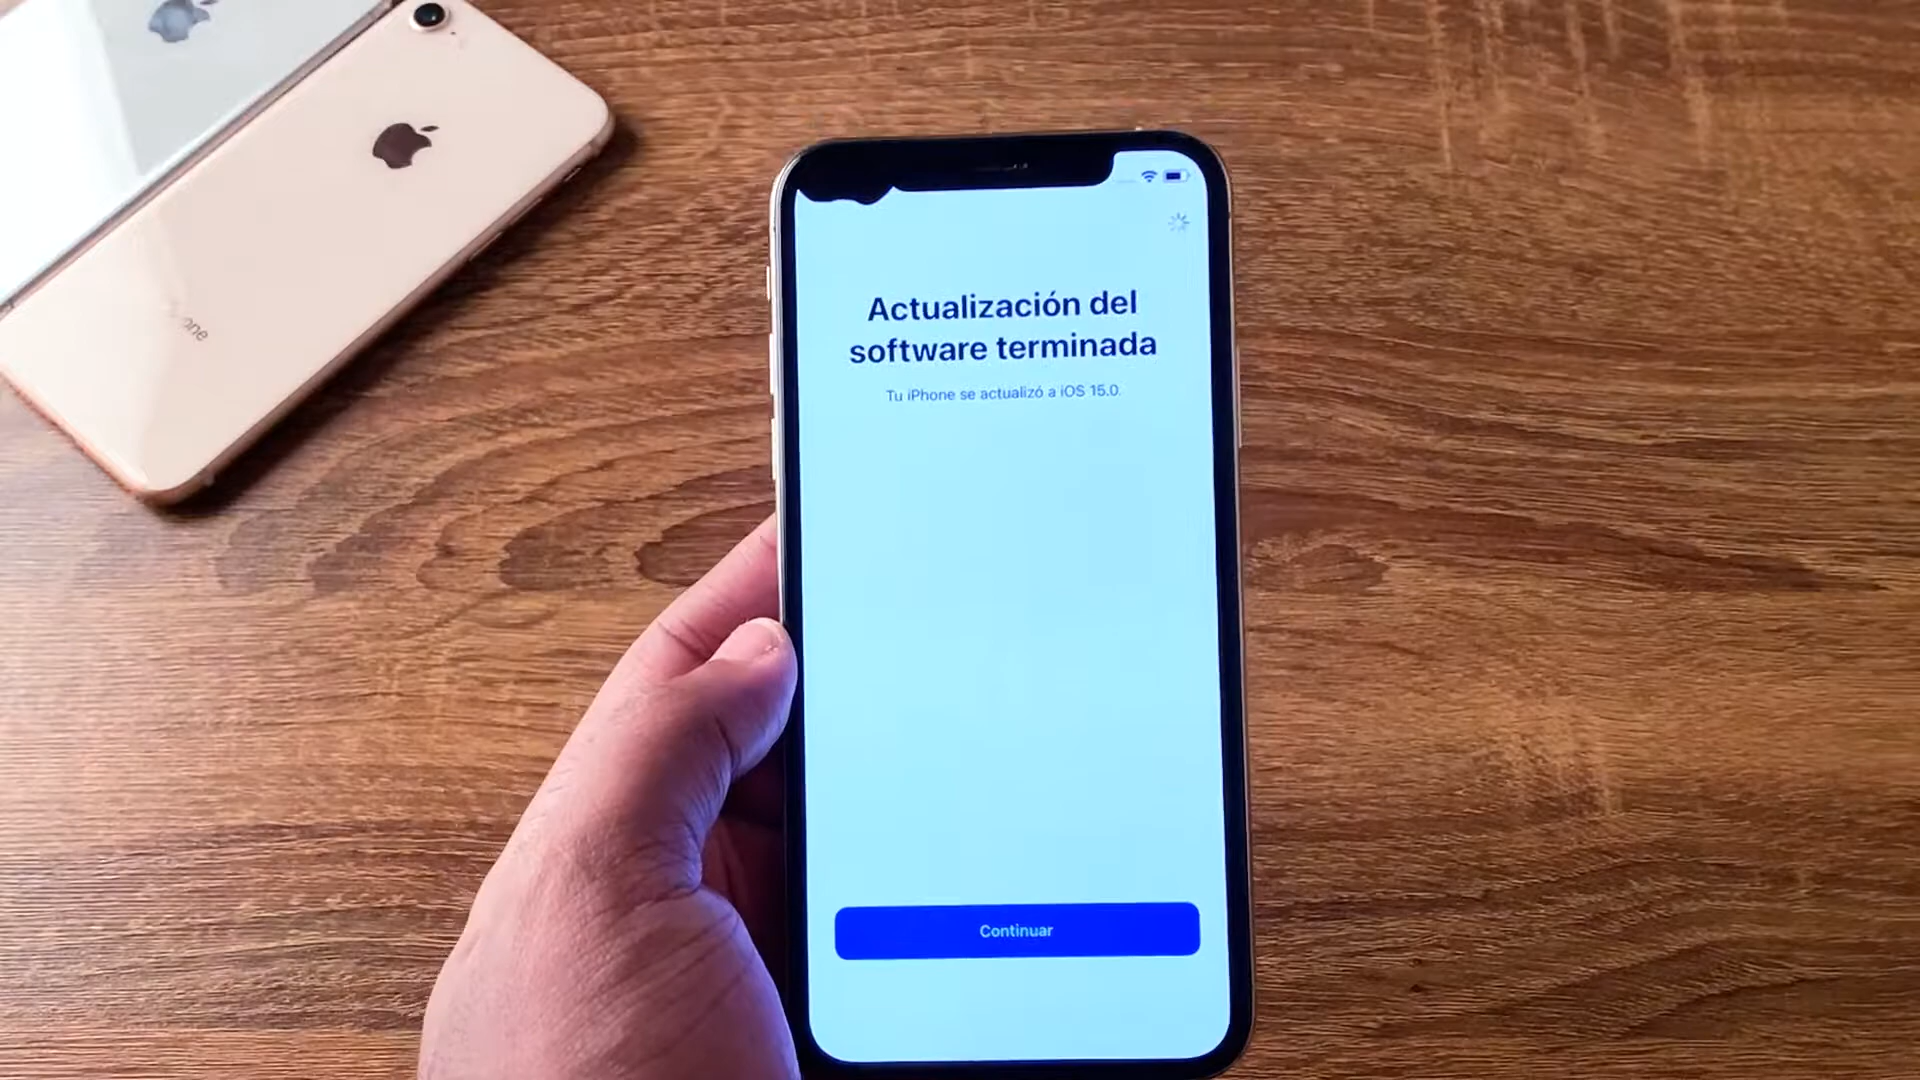 Actualización del
software terminada
Tu iPhone se actualizó a iOS 15.0.
Continuar